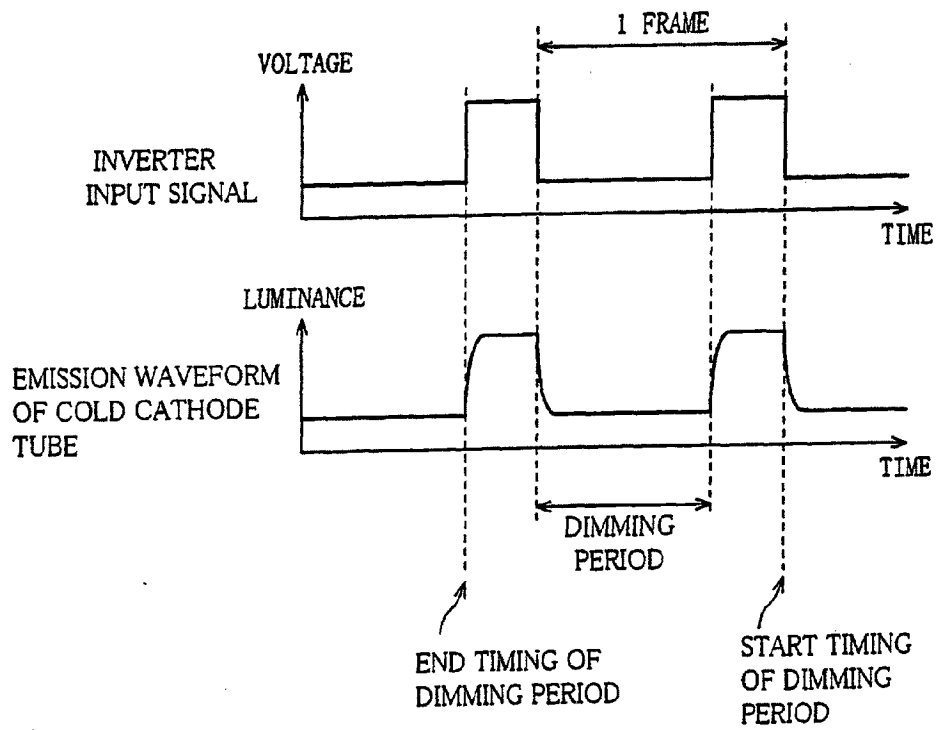 1 FRAME
VOLTAGE
INVERTER
INPUT SIGNAL
TIME
LUMINANCE
EMISSION WAVEFORM
OF COLD CATHODE
TUBE
TIME
DIMMING
PERIOD
END TIMING OF
DIMMING PERIOD
START TIMING
OF DIMMING
PERIOD